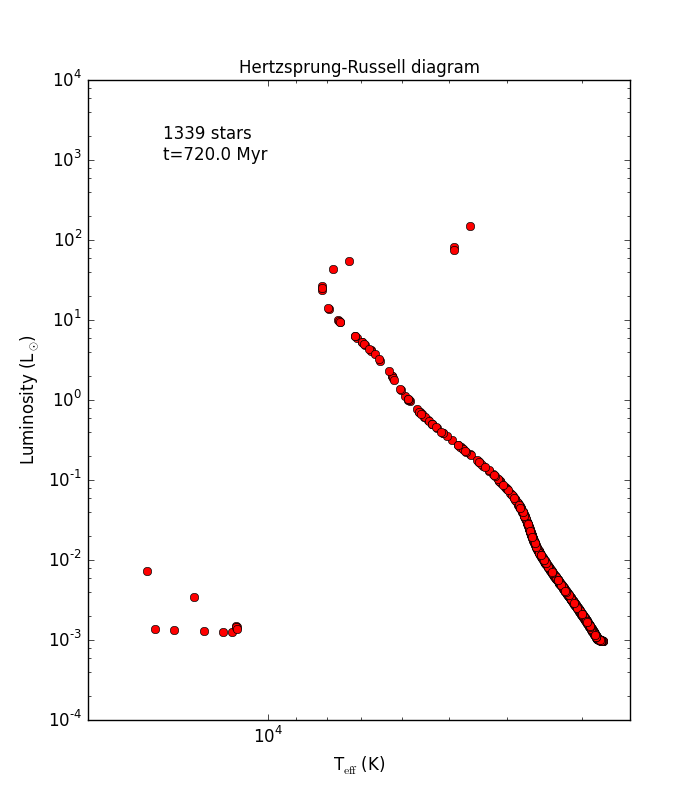 Hertzsprung-Russell diagram
1339 stars
t=720.0 Myr
10⁴
10³
10²
10¹
10⁰
10⁻¹
10⁻²
10⁻³
10⁻⁴
Luminosity (L☉)
10⁴
T_eff (K)